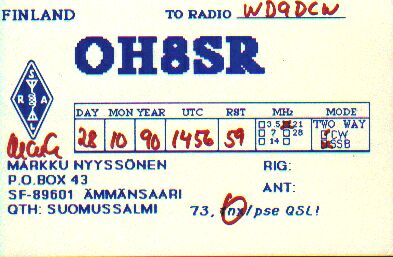 FINLAND TO RADIO WD9DCW
OH8SR
SRAL
DAY MON YEAR UTC RST MHz MODE
28 10 90 1456 59
3.5 21
7 28
14
TWO WAY
CW
SSB
MARKKU NYYSSÖNEN RIG:
P.O.BOX 43
SF-89601 ÄMMÄNSAARI ANT:
QTH: SUOMUSSALMI 73, tnx/pse QSL!